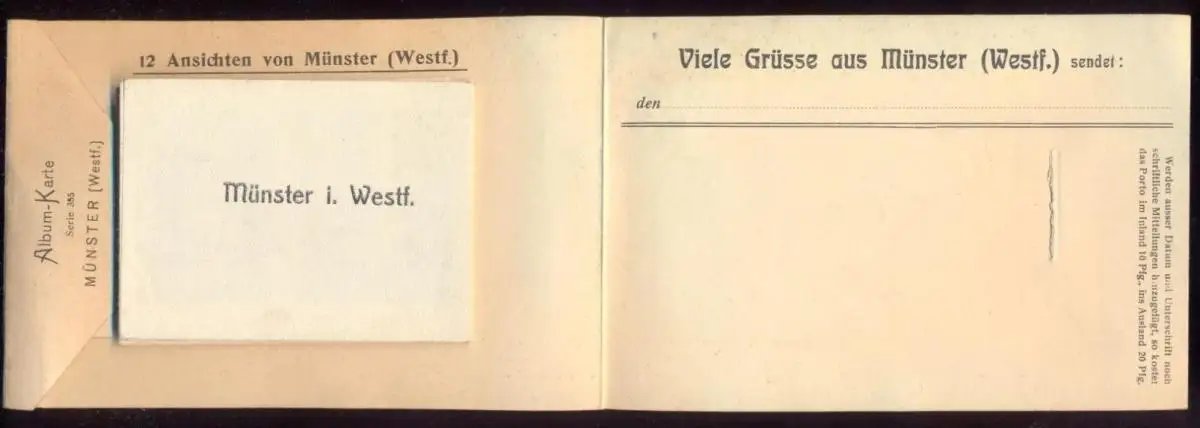 12 Ansichten von Münster (Westf.)
Album-Karte
Serie 385
MÜNSTER [Westf.]
Münster i. Westf.
Viele Grüsse aus Münster (Westf.) sendet:
den
Werden ausser Datum und Unterschrift noch
schriftliche Mitteilungen hinzugefügt, so kostet
das Porto im Inland 10 Pfg., ins Ausland 20 Pfg.